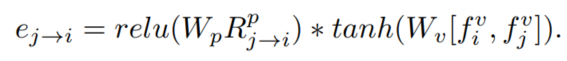 e_{j→i} = relu(W_p R^p_{j→i}) * tanh(W_v[f^v_i, f^v_j]).